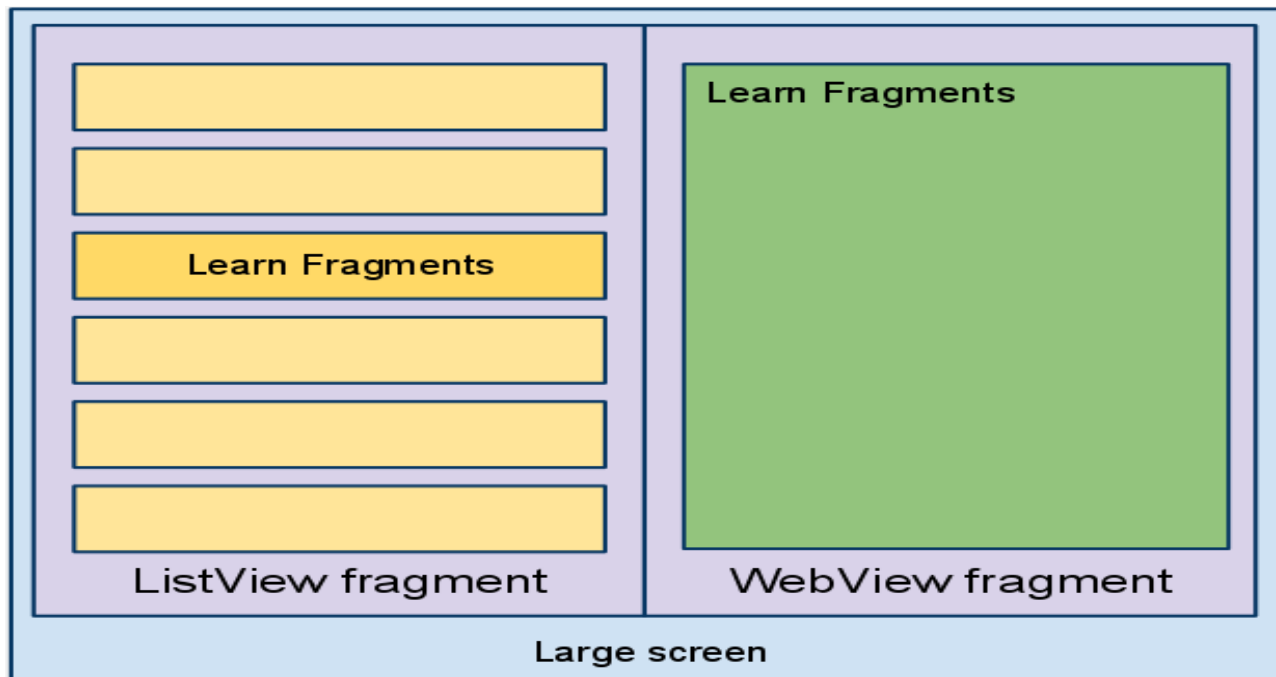 Learn Fragments
Learn Fragments
ListView fragment
WebView fragment
Large screen